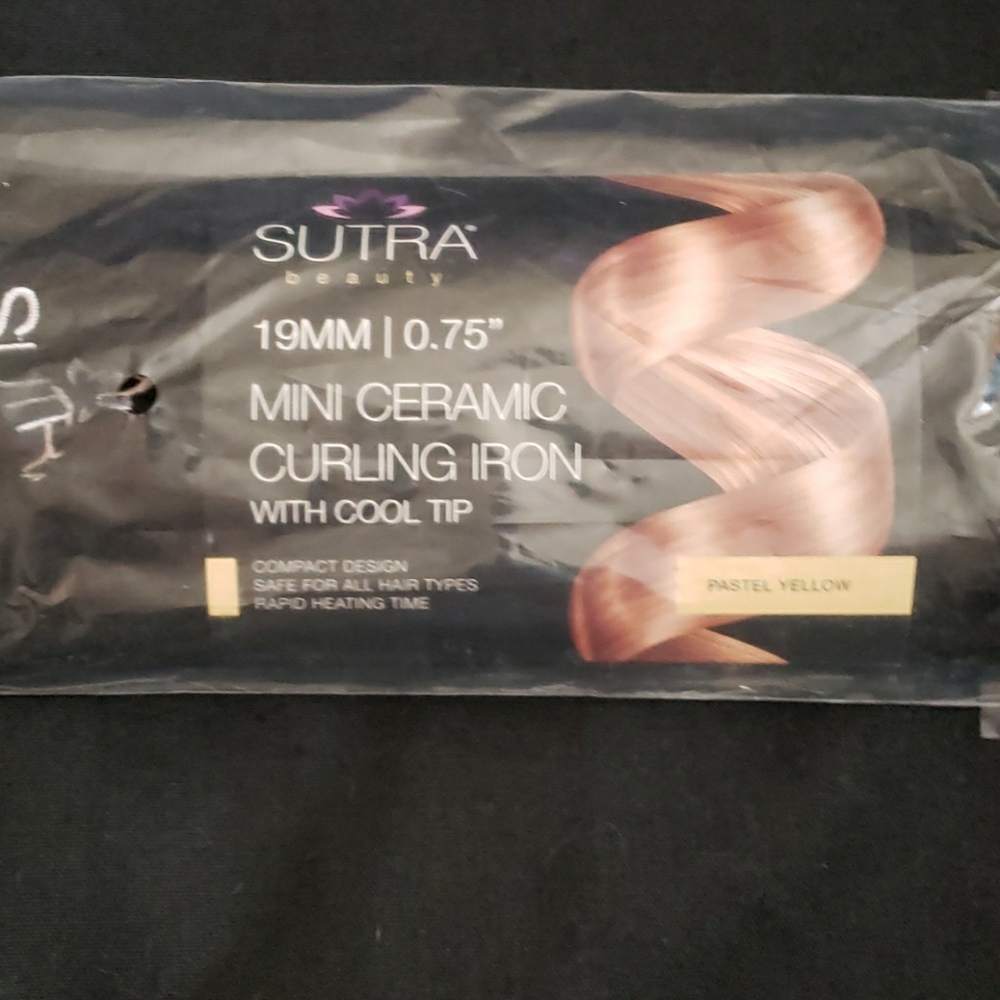 SUTRA™
beauty
19MM | 0.75”
MINI CERAMIC
CURLING IRON
WITH COOL TIP
COMPACT DESIGN
SAFE FOR ALL HAIR TYPES
RAPID HEATING TIME
PASTEL YELLOW